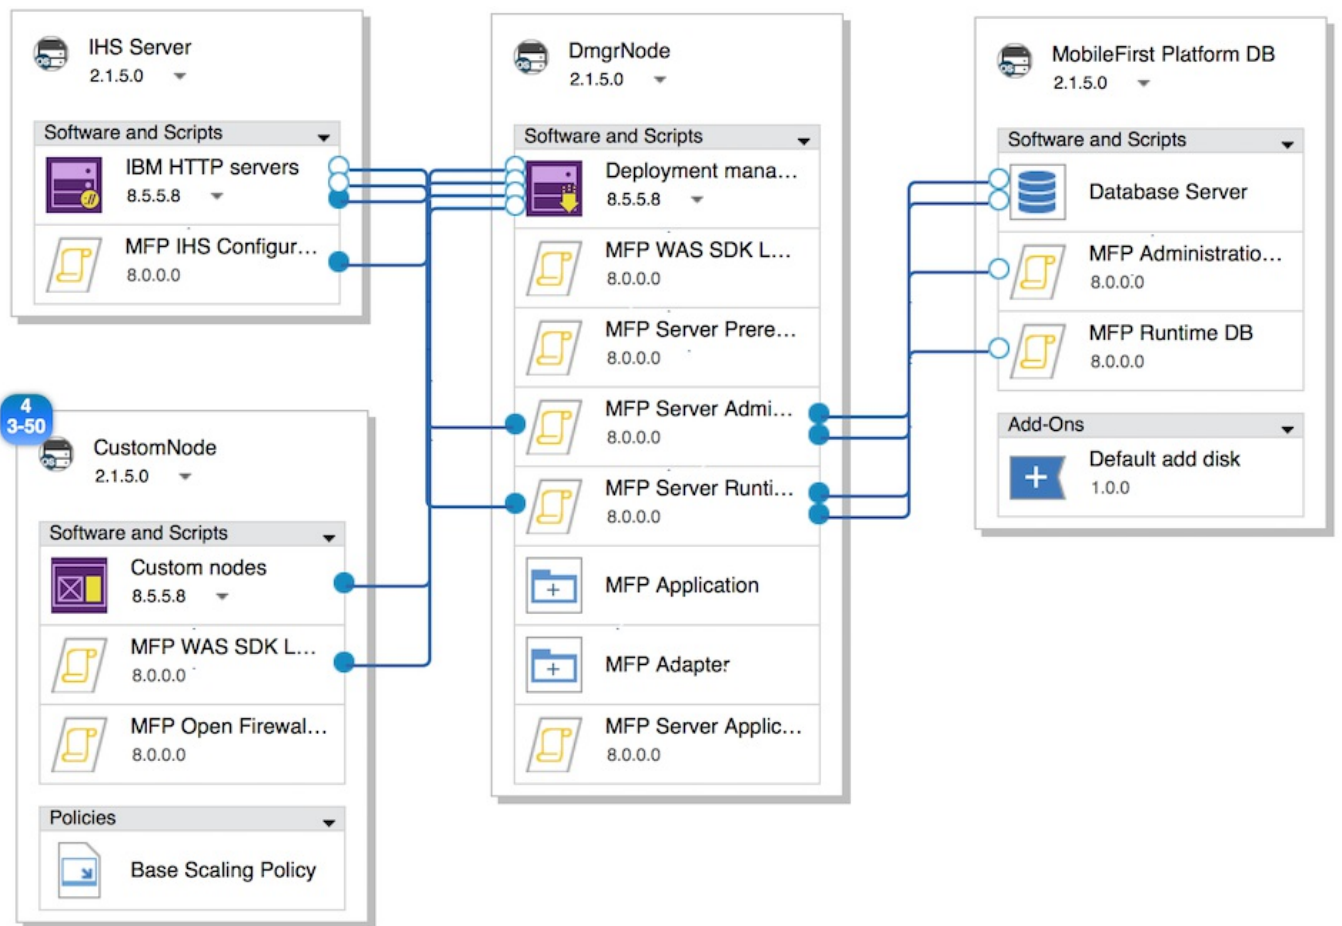 IHS Server
2.1.5.0
Software and Scripts
IBM HTTP servers
8.5.5.8
MFP IHS Configur...
8.0.0.0
4
3-50
CustomNode
2.1.5.0
Software and Scripts
Custom nodes
8.5.5.8
MFP WAS SDK L...
8.0.0.0
MFP Open Firewal...
8.0.0.0
Policies
Base Scaling Policy
DmgrNode
2.1.5.0
Software and Scripts
Deployment mana...
8.5.5.8
MFP WAS SDK L...
8.0.0.0
MFP Server Prere...
8.0.0.0
MFP Server Admi...
8.0.0.0
MFP Server Runti...
8.0.0.0
MFP Application
MFP Adapter
MFP Server Applic...
8.0.0.0
MobileFirst Platform DB
2.1.5.0
Software and Scripts
Database Server
MFP Administratio...
8.0.0.0
MFP Runtime DB
8.0.0.0
Add-Ons
Default add disk
1.0.0